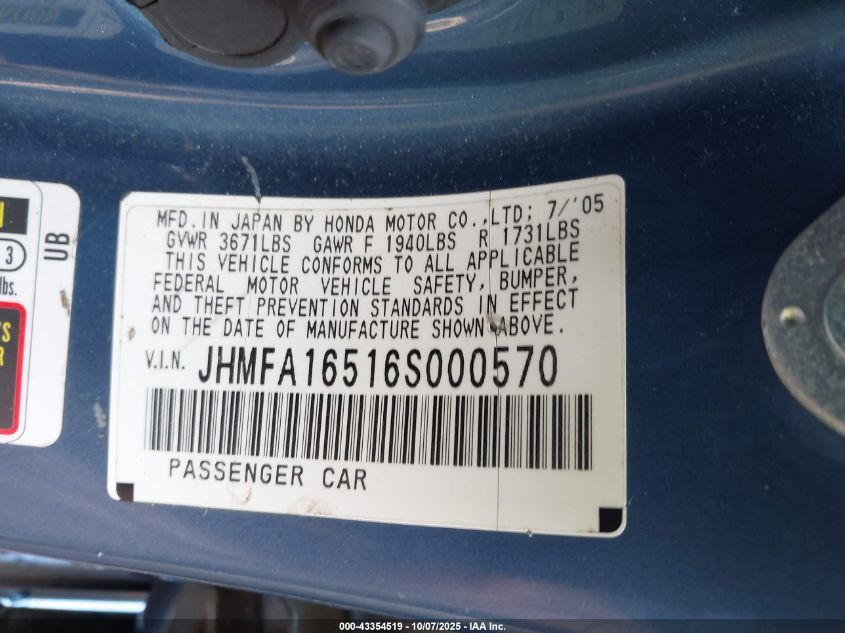 MFD. IN JAPAN BY HONDA MOTOR CO.,LTD; 7/'05
GVWR 3671LBS GAWR F 1940LBS R 1731LBS
THIS VEHICLE CONFORMS TO ALL APPLICABLE
FEDERAL MOTOR VEHICLE SAFETY, BUMPER,
AND THEFT PREVENTION STANDARDS IN EFFECT
ON THE DATE OF MANUFACTURE SHOWN ABOVE.
V.I.N. JHMFA16516S000570
PASSENGER CAR
UB
3
lbs.
000-43354519 - 10/07/2025 - IAA Inc.